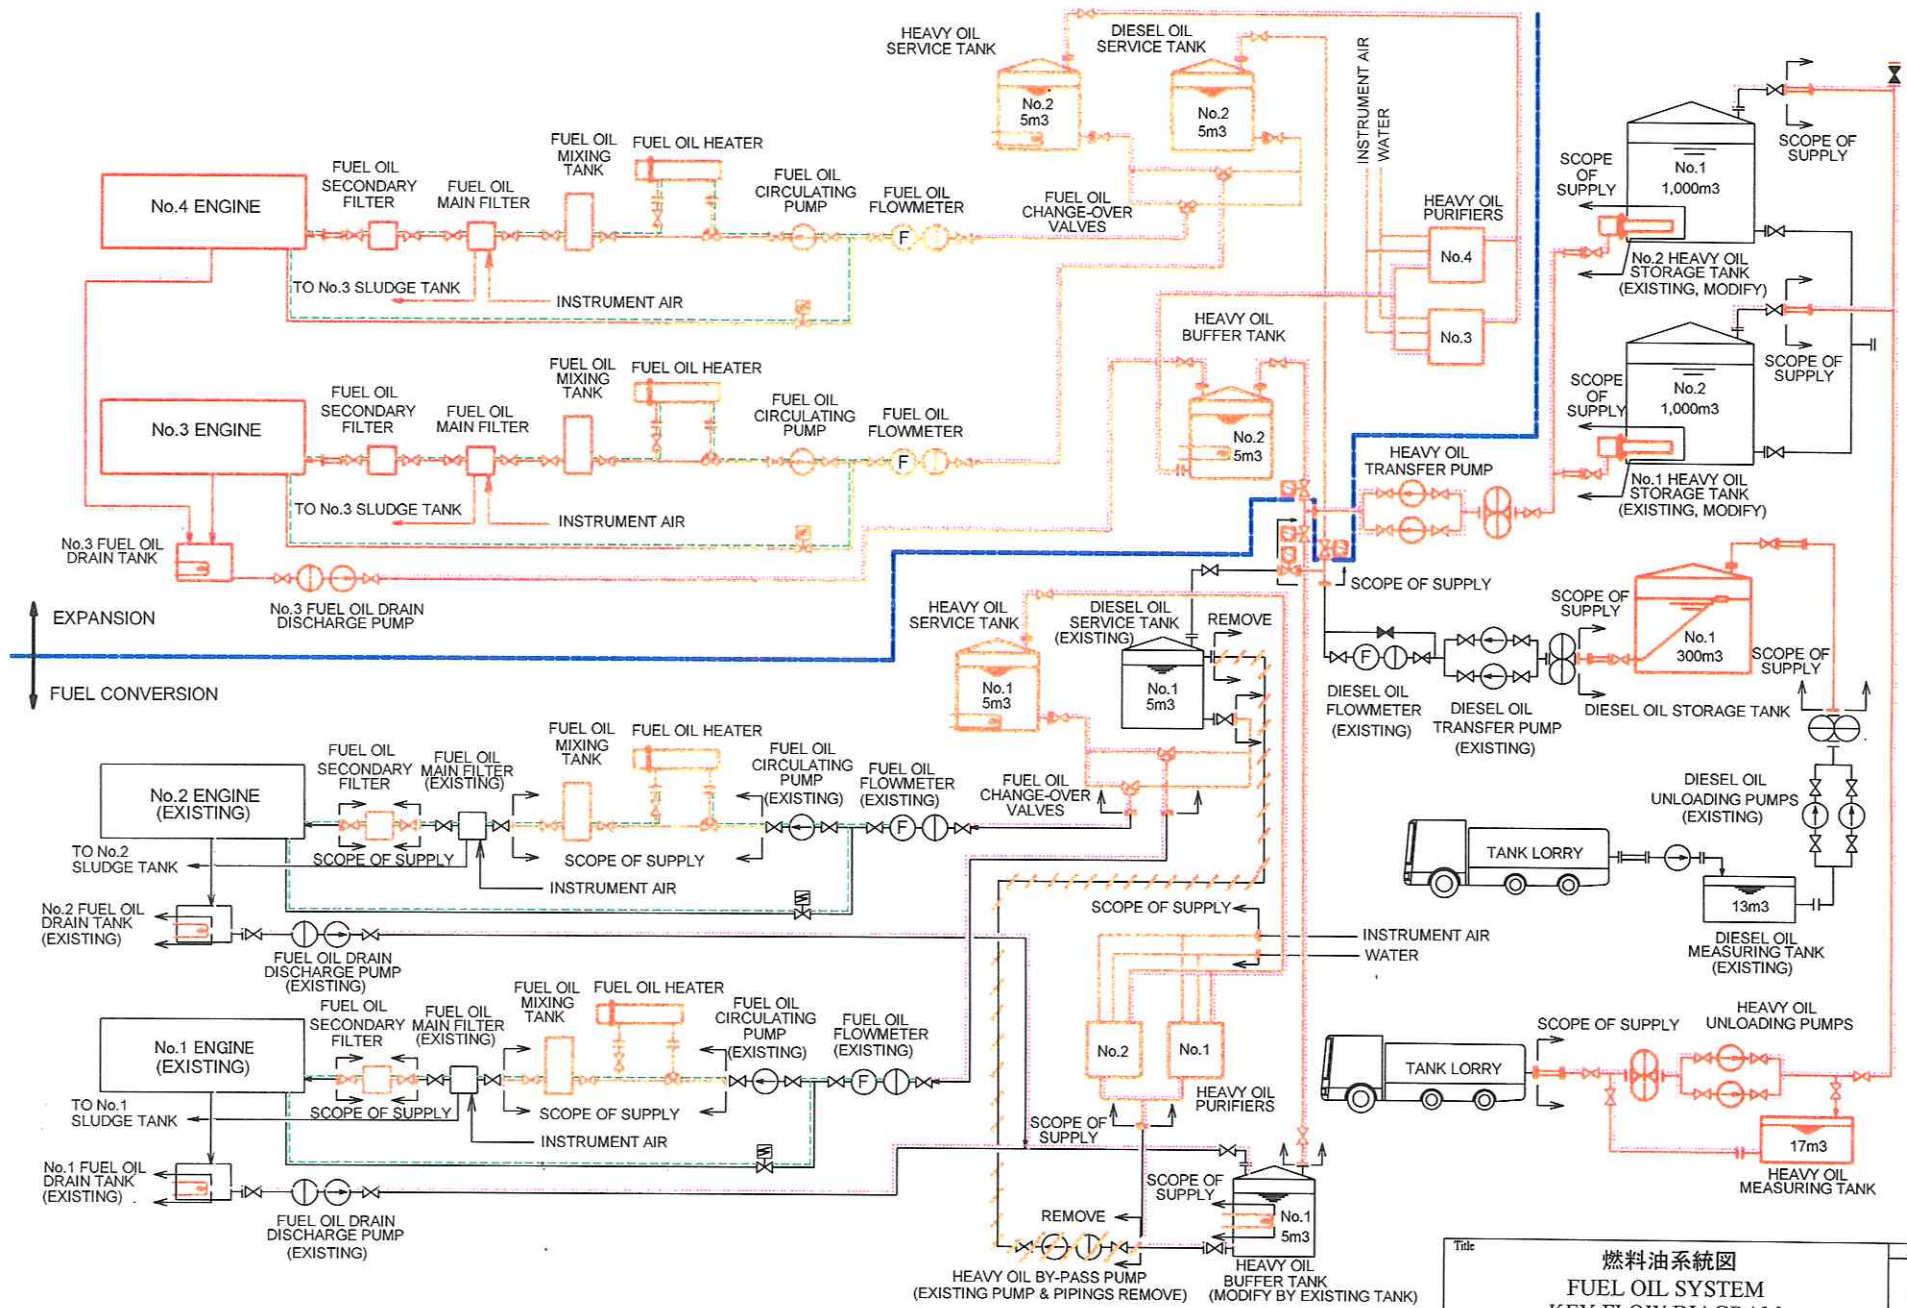 HEAVY OIL
SERVICE TANK
No.2
5m3
DIESEL OIL
SERVICE TANK
No.2
5m3
INSTRUMENT AIR
WATER
SCOPE OF
SUPPLY
No.1
1,000m3
SCOPE
OF
SUPPLY
No.2 HEAVY OIL
STORAGE TANK
(EXISTING, MODIFY)
No.4 ENGINE
FUEL OIL
SECONDARY
FILTER
FUEL OIL
MAIN FILTER
FUEL OIL
MIXING
TANK
FUEL OIL HEATER
FUEL OIL
CIRCULATING
PUMP
FUEL OIL
FLOWMETER
F
FUEL OIL
CHANGE-OVER
VALVES
HEAVY OIL
PURIFIERS
No.4
No.3
TO No.3 SLUDGE TANK
INSTRUMENT AIR
HEAVY OIL
BUFFER TANK
No.2
5m3
SCOPE OF
SUPPLY
No.2
1,000m3
SCOPE
OF
SUPPLY
No.1 HEAVY OIL
STORAGE TANK
(EXISTING, MODIFY)
No.3 ENGINE
FUEL OIL
SECONDARY
FILTER
FUEL OIL
MAIN FILTER
FUEL OIL
MIXING
TANK
FUEL OIL HEATER
FUEL OIL
CIRCULATING
PUMP
FUEL OIL
FLOWMETER
F
HEAVY OIL
TRANSFER PUMP
TO No.3 SLUDGE TANK
INSTRUMENT AIR
No.3 FUEL OIL
DRAIN TANK
No.3 FUEL OIL DRAIN
DISCHARGE PUMP
EXPANSION
FUEL CONVERSION
HEAVY OIL
SERVICE TANK
No.1
5m3
DIESEL OIL
SERVICE TANK
(EXISTING)
No.1
5m3
REMOVE
SCOPE OF SUPPLY
F
DIESEL OIL
FLOWMETER
(EXISTING)
DIESEL OIL
TRANSFER PUMP
(EXISTING)
SCOPE OF
SUPPLY
No.1
300m3
DIESEL OIL STORAGE TANK
SCOPE OF
SUPPLY
No.2 ENGINE
(EXISTING)
FUEL OIL
SECONDARY
FILTER
FUEL OIL
MAIN FILTER
(EXISTING)
FUEL OIL
MIXING
TANK
FUEL OIL HEATER
FUEL OIL
CIRCULATING
PUMP
(EXISTING)
FUEL OIL
FLOWMETER
(EXISTING)
F
FUEL OIL
CHANGE-OVER
VALVES
REMOVE
SCOPE OF SUPPLY
SCOPE OF SUPPLY
TO No.2
SLUDGE TANK
INSTRUMENT AIR
No.2 FUEL OIL
DRAIN TANK
(EXISTING)
FUEL OIL DRAIN
DISCHARGE PUMP
(EXISTING)
DIESEL OIL
UNLOADING PUMPS
(EXISTING)
TANK LORRY
13m3
DIESEL OIL
MEASURING TANK
(EXISTING)
SCOPE OF SUPPLY
INSTRUMENT AIR
WATER
No.1 ENGINE
(EXISTING)
FUEL OIL
SECONDARY
FILTER
FUEL OIL
MAIN FILTER
(EXISTING)
FUEL OIL
MIXING
TANK
FUEL OIL HEATER
FUEL OIL
CIRCULATING
PUMP
(EXISTING)
FUEL OIL
FLOWMETER
(EXISTING)
F
SCOPE OF SUPPLY
SCOPE OF SUPPLY
TO No.1
SLUDGE TANK
INSTRUMENT AIR
No.1 FUEL OIL
DRAIN TANK
(EXISTING)
FUEL OIL DRAIN
DISCHARGE PUMP
(EXISTING)
No.2
No.1
HEAVY OIL
PURIFIERS
SCOPE OF
SUPPLY
SCOPE OF
SUPPLY
No.1
5m3
REMOVE
HEAVY OIL BY-PASS PUMP
(EXISTING PUMP & PIPINGS REMOVE)
HEAVY OIL
BUFFER TANK
(MODIFY BY EXISTING TANK)
TANK LORRY
SCOPE OF SUPPLY
HEAVY OIL
UNLOADING PUMPS
17m3
HEAVY OIL
MEASURING TANK
Title
燃料油系統図
FUEL OIL SYSTEM
KEY FLOW DIAGRAM